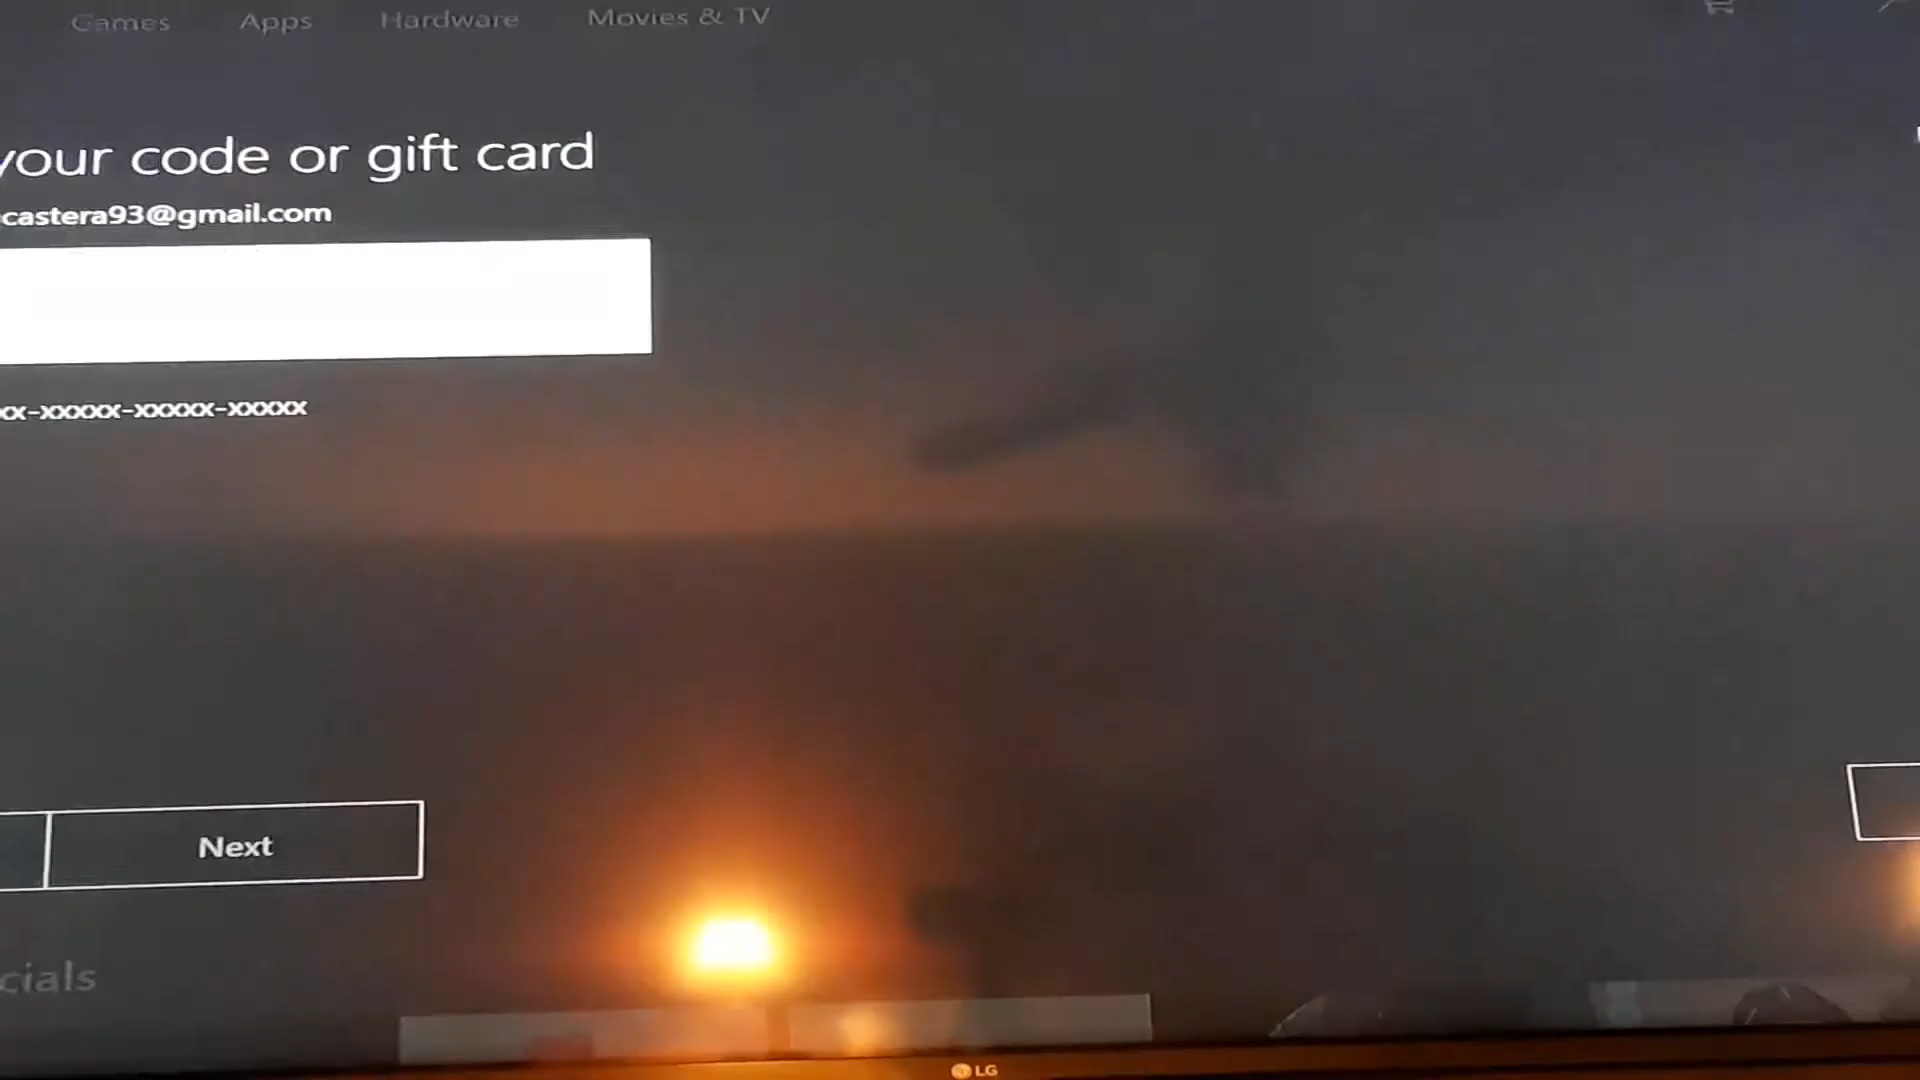 Games Apps Hardware Movies & TV
your code or gift card
castera93@gmail.com
xx-xxxxx-xxxxx-xxxxx
Next
cials
LG